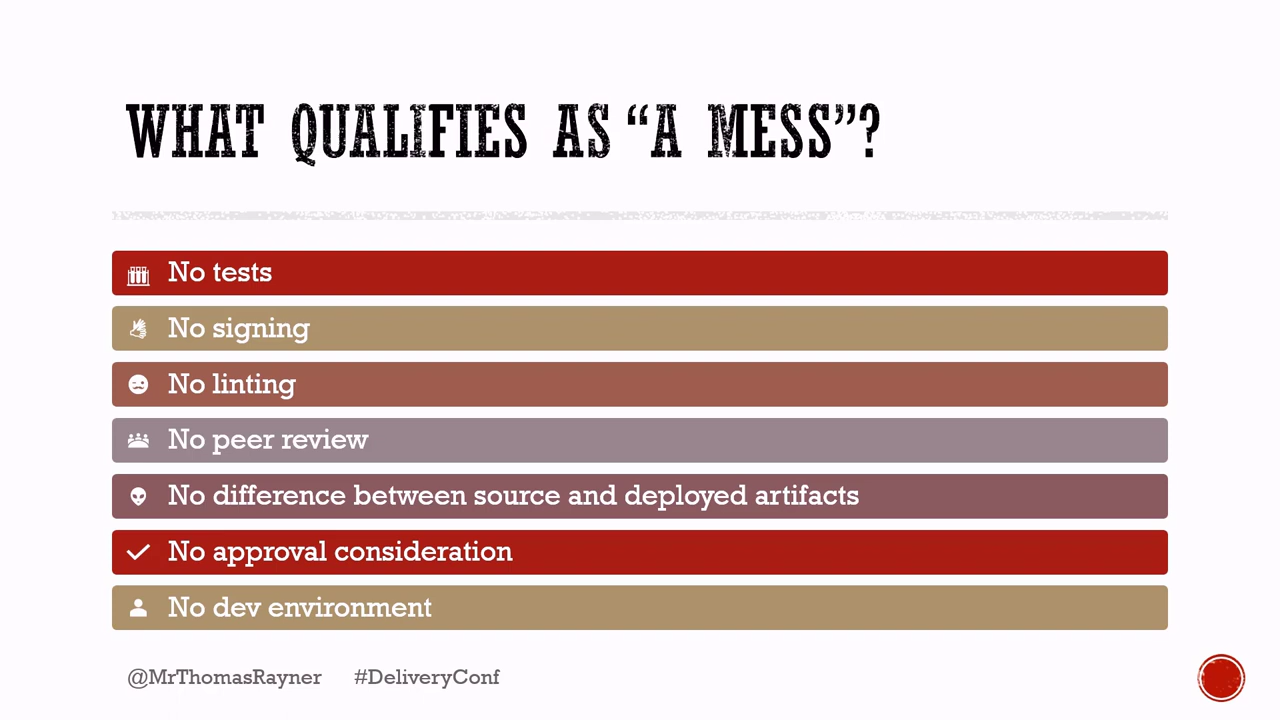 WHAT QUALIFIES AS “A MESS”?
No tests
No signing
No linting
No peer review
No difference between source and deployed artifacts
No approval consideration
No dev environment
@MrThomasRayner #DeliveryConf